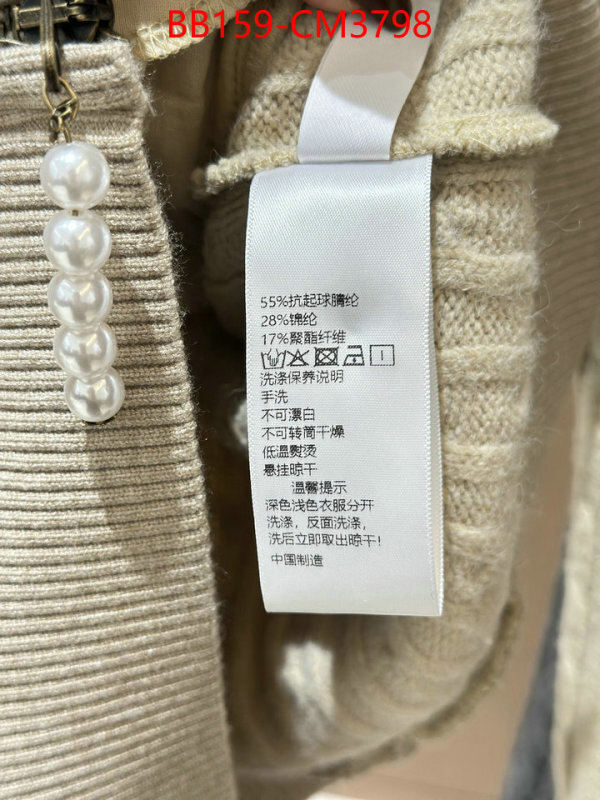 BB159-CM3798
55%抗起球腈纶
28%锦纶
17%聚酯纤维
洗涤保养说明
手洗
不可漂白
不可转筒干燥
低温熨烫
悬挂晾干
温馨提示
深色浅色衣服分开
洗涤，反面洗涤，
洗后立即取出晾干！
中国制造